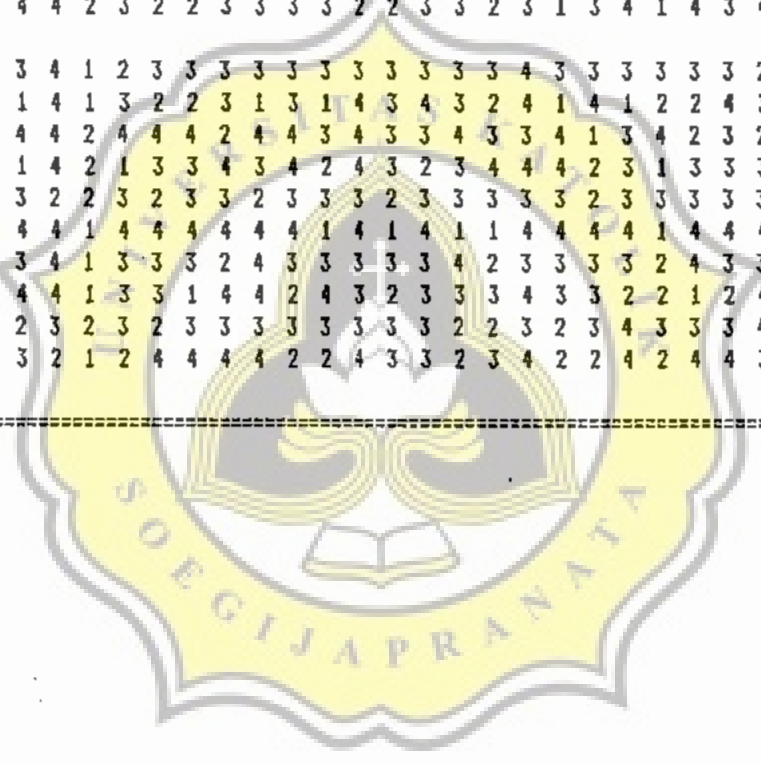 4 4 2 3 2 2 3 3 3 3 2 2 3 3 2 3 1 3 4 1 4 3
3 4 1 2 3 3 3 3 3 3 3 3 3 3 3 4 3 3 3 3 3 3 2
1 4 1 3 2 2 3 1 3 1 4 3 4 3 2 4 1 4 1 2 2 4
4 4 2 4 4 4 2 4 4 3 4 3 3 4 3 3 4 1 3 4 2 3 2
1 4 2 1 3 3 4 3 4 2 4 3 2 3 4 4 4 2 3 1 3 3 3
3 2 2 3 2 3 3 2 3 3 3 2 3 3 3 3 3 2 3 3 3 3 3
4 4 1 4 4 4 4 4 4 1 4 1 4 1 1 4 4 4 4 1 4 4 4
3 4 1 3 3 3 2 4 3 3 3 3 3 4 2 3 3 3 3 2 4 3 3
4 4 1 3 3 1 4 4 2 4 3 2 3 3 3 4 3 3 2 2 1 2 4
2 3 2 3 2 3 3 3 3 3 3 3 3 2 2 3 2 3 4 3 3 3 4
3 2 1 2 4 4 4 4 2 2 4 3 3 2 3 4 2 2 4 2 4 4 3
UNIVERSITAS KATOLIK
SOEGIJAPRANATA